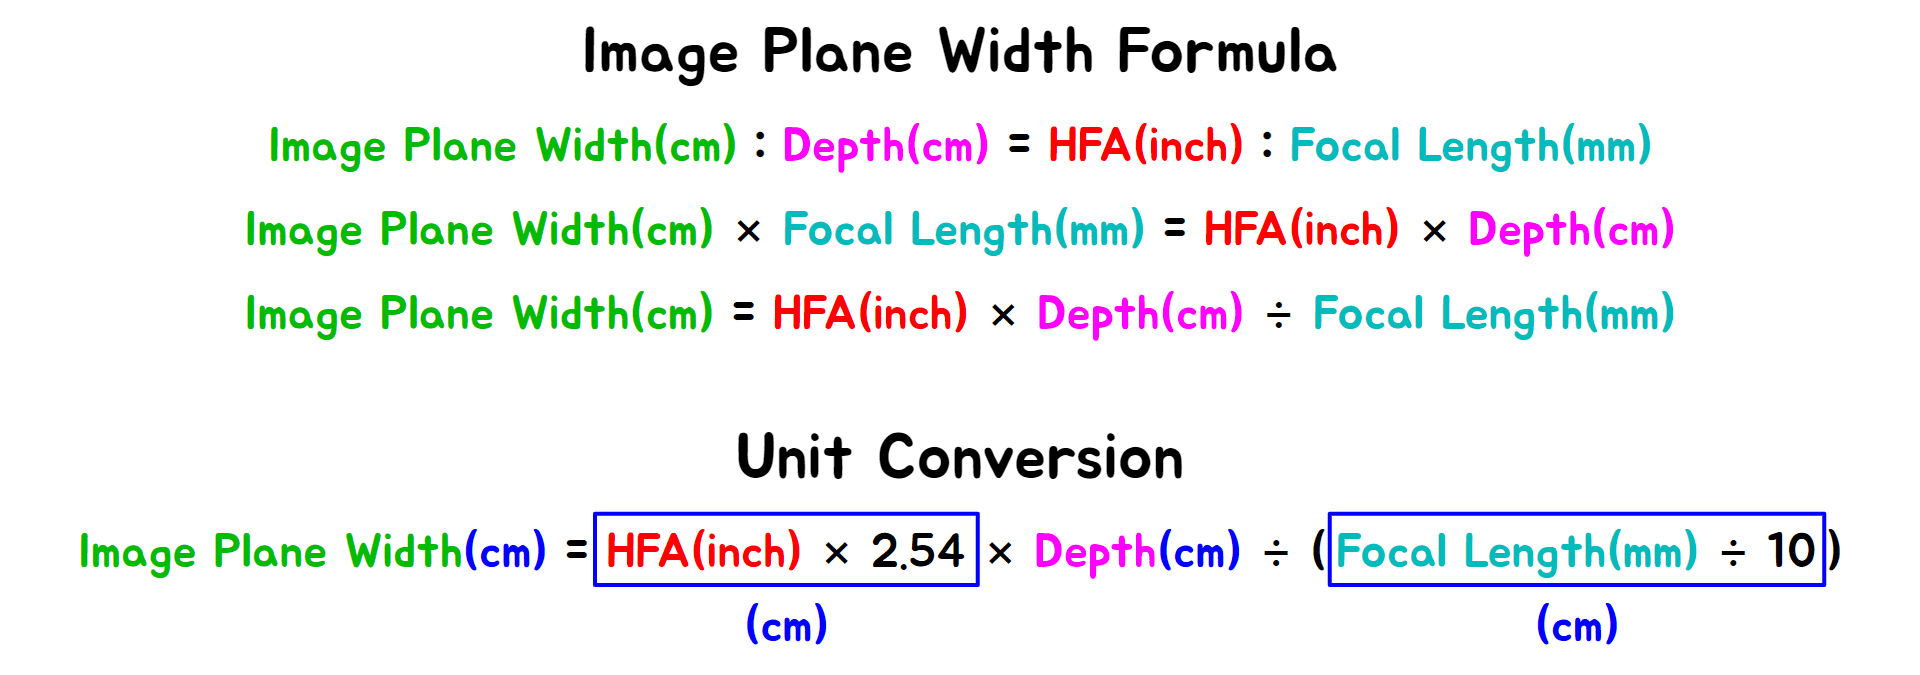 Image Plane Width Formula
Image Plane Width(cm) : Depth(cm) = HFA(inch) : Focal Length(mm)
Image Plane Width(cm) × Focal Length(mm) = HFA(inch) × Depth(cm)
Image Plane Width(cm) = HFA(inch) × Depth(cm) ÷ Focal Length(mm)
Unit Conversion
Image Plane Width(cm) = HFA(inch) × 2.54 × Depth(cm) ÷ (Focal Length(mm) ÷ 10)
(cm) (cm)